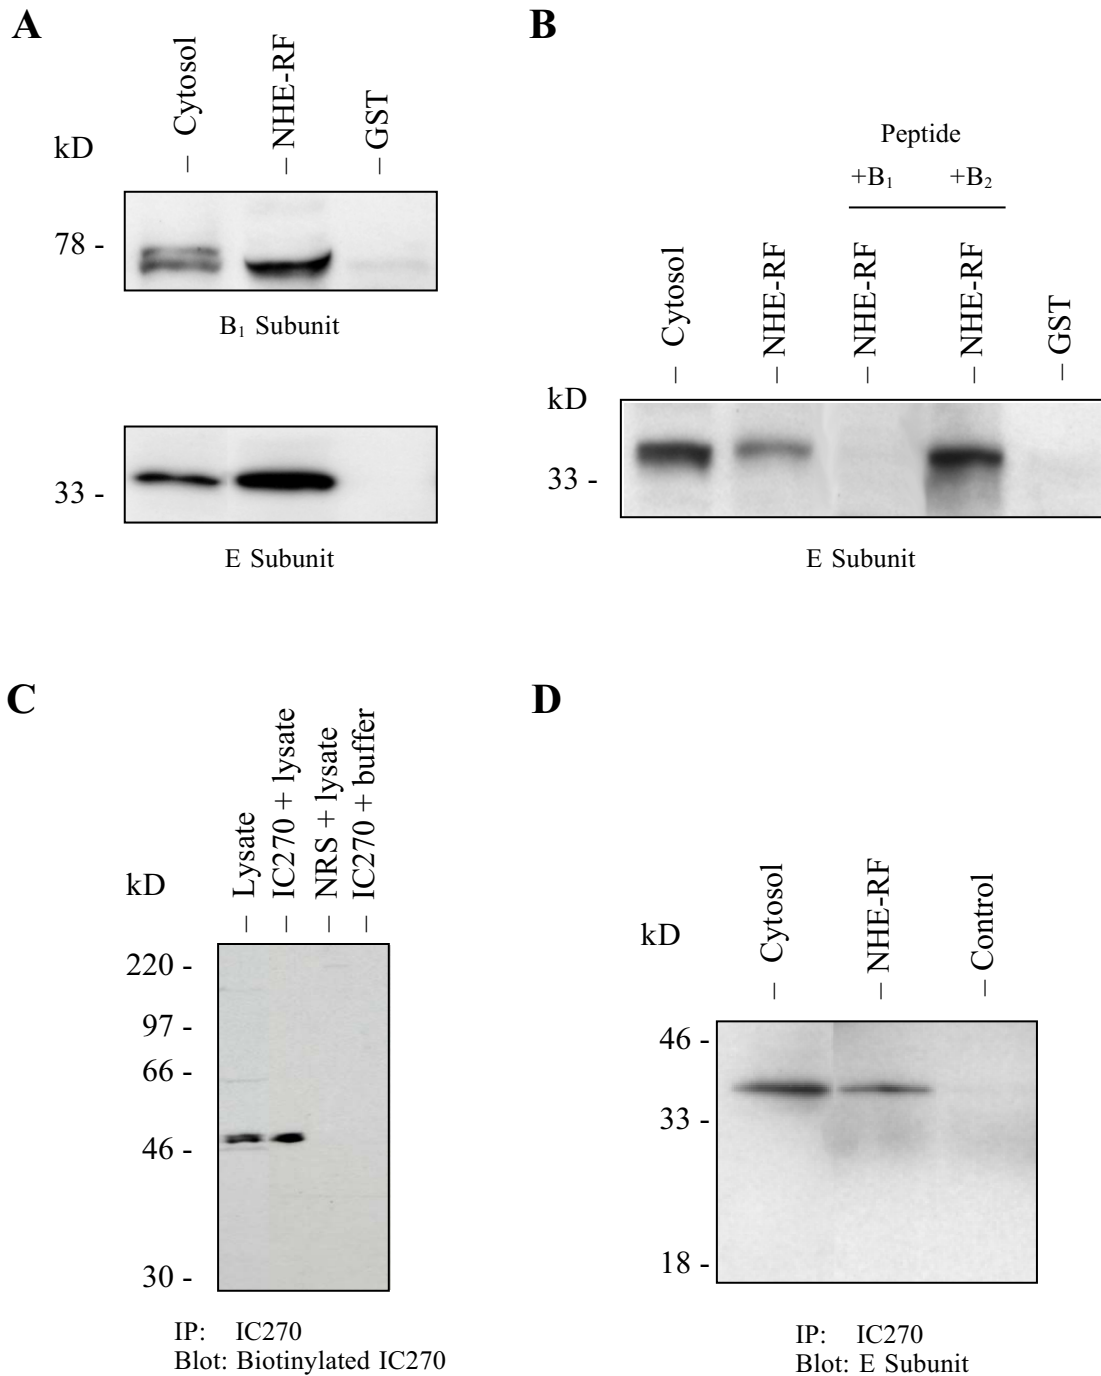 A
– Cytosol
– NHE-RF
– GST
kD
78 -
B₁ Subunit
33 -
E Subunit
B
Peptide
+B₁
+B₂
– Cytosol
– NHE-RF
– NHE-RF
– NHE-RF
– GST
kD
33 -
E Subunit
C
– Lysate
– IC270 + lysate
– NRS + lysate
– IC270 + buffer
kD
220 -
97 -
66 -
46 -
30 -
IP: IC270
Blot: Biotinylated IC270
D
– Cytosol
– NHE-RF
– Control
kD
46 -
33 -
18 -
IP: IC270
Blot: E Subunit